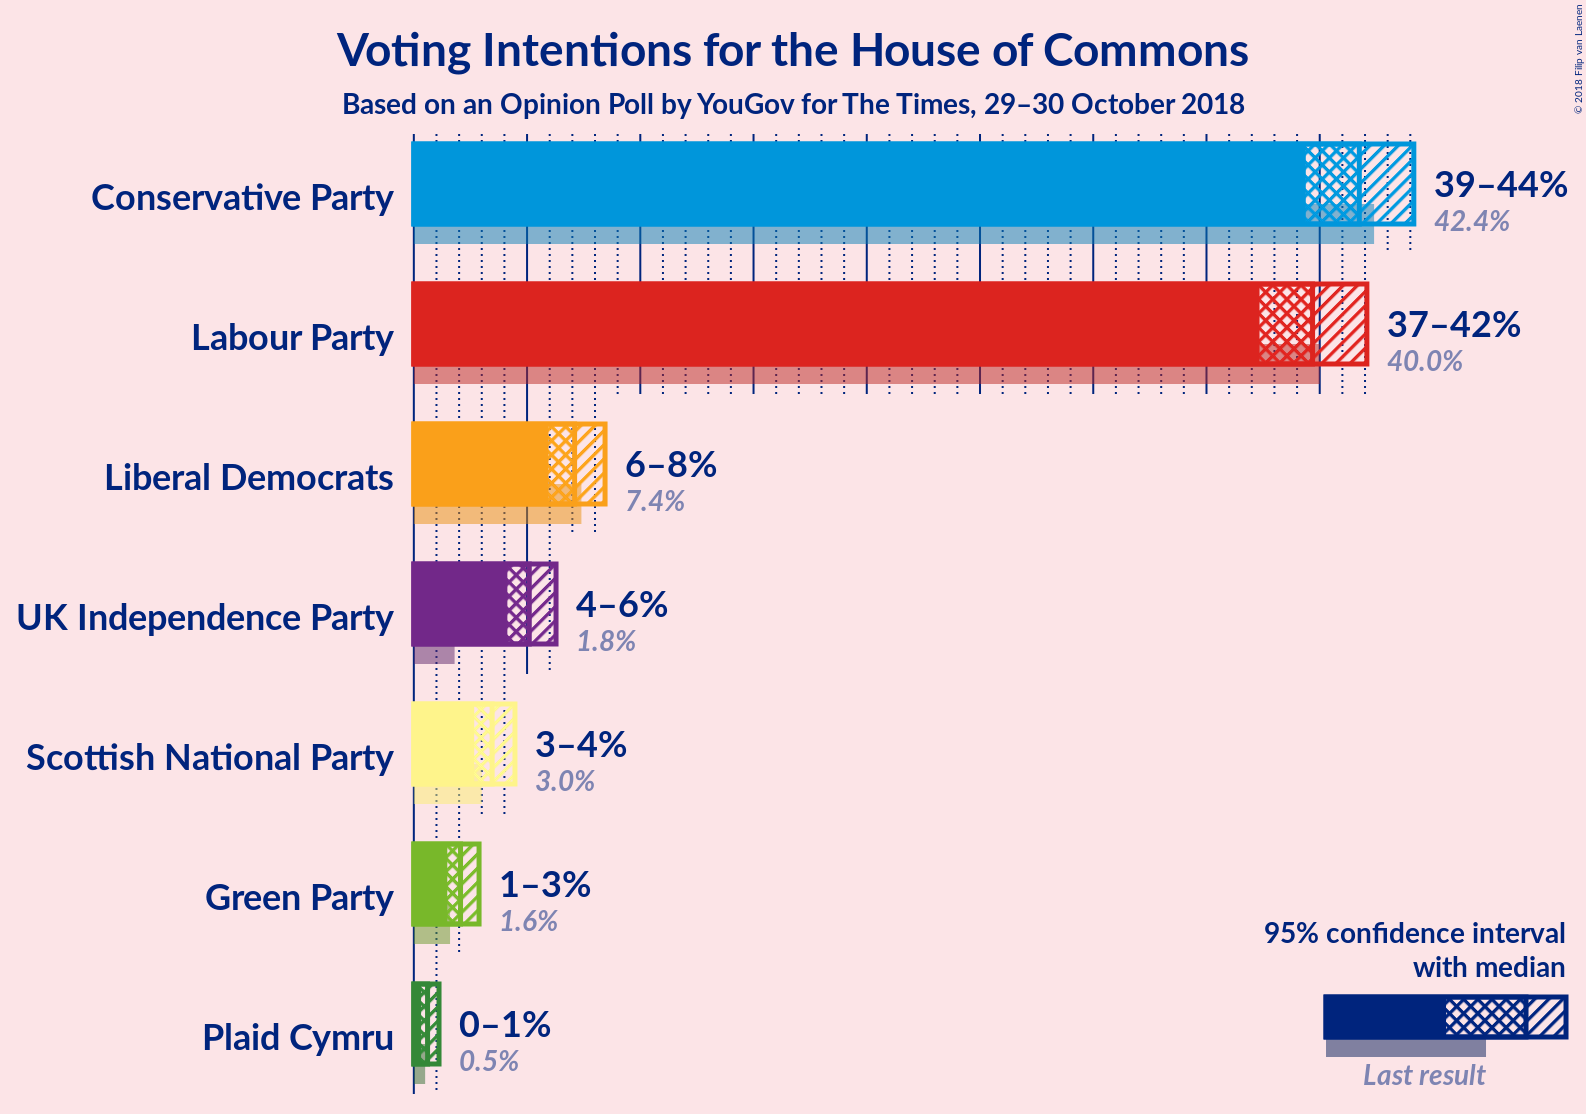 Voting Intentions for the House of Commons
Based on an Opinion Poll by YouGov for The Times, 29–30 October 2018
© 2018 Filip van Laenen
Conservative Party
39–44%
42.4%
Labour Party
37–42%
40.0%
Liberal Democrats
6–8%
7.4%
UK Independence Party
4–6%
1.8%
Scottish National Party
3–4%
3.0%
Green Party
1–3%
1.6%
Plaid Cymru
0–1%
0.5%
95% confidence interval
with median
Last result